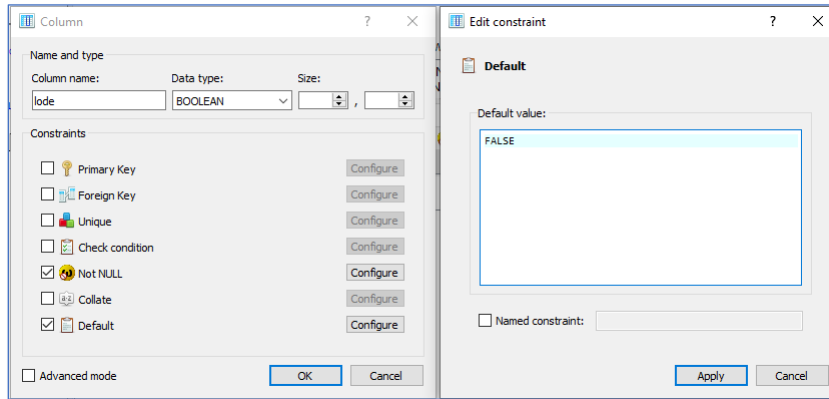 Column
Name and type
Column name: Data type: Size:
lode BOOLEAN ,
Constraints
Primary Key Configure
Foreign Key Configure
Unique Configure
Check condition Configure
Not NULL Configure
Collate Configure
Default Configure
Advanced mode OK Cancel
Edit constraint
Default
Default value:
FALSE
Named constraint:
Apply Cancel